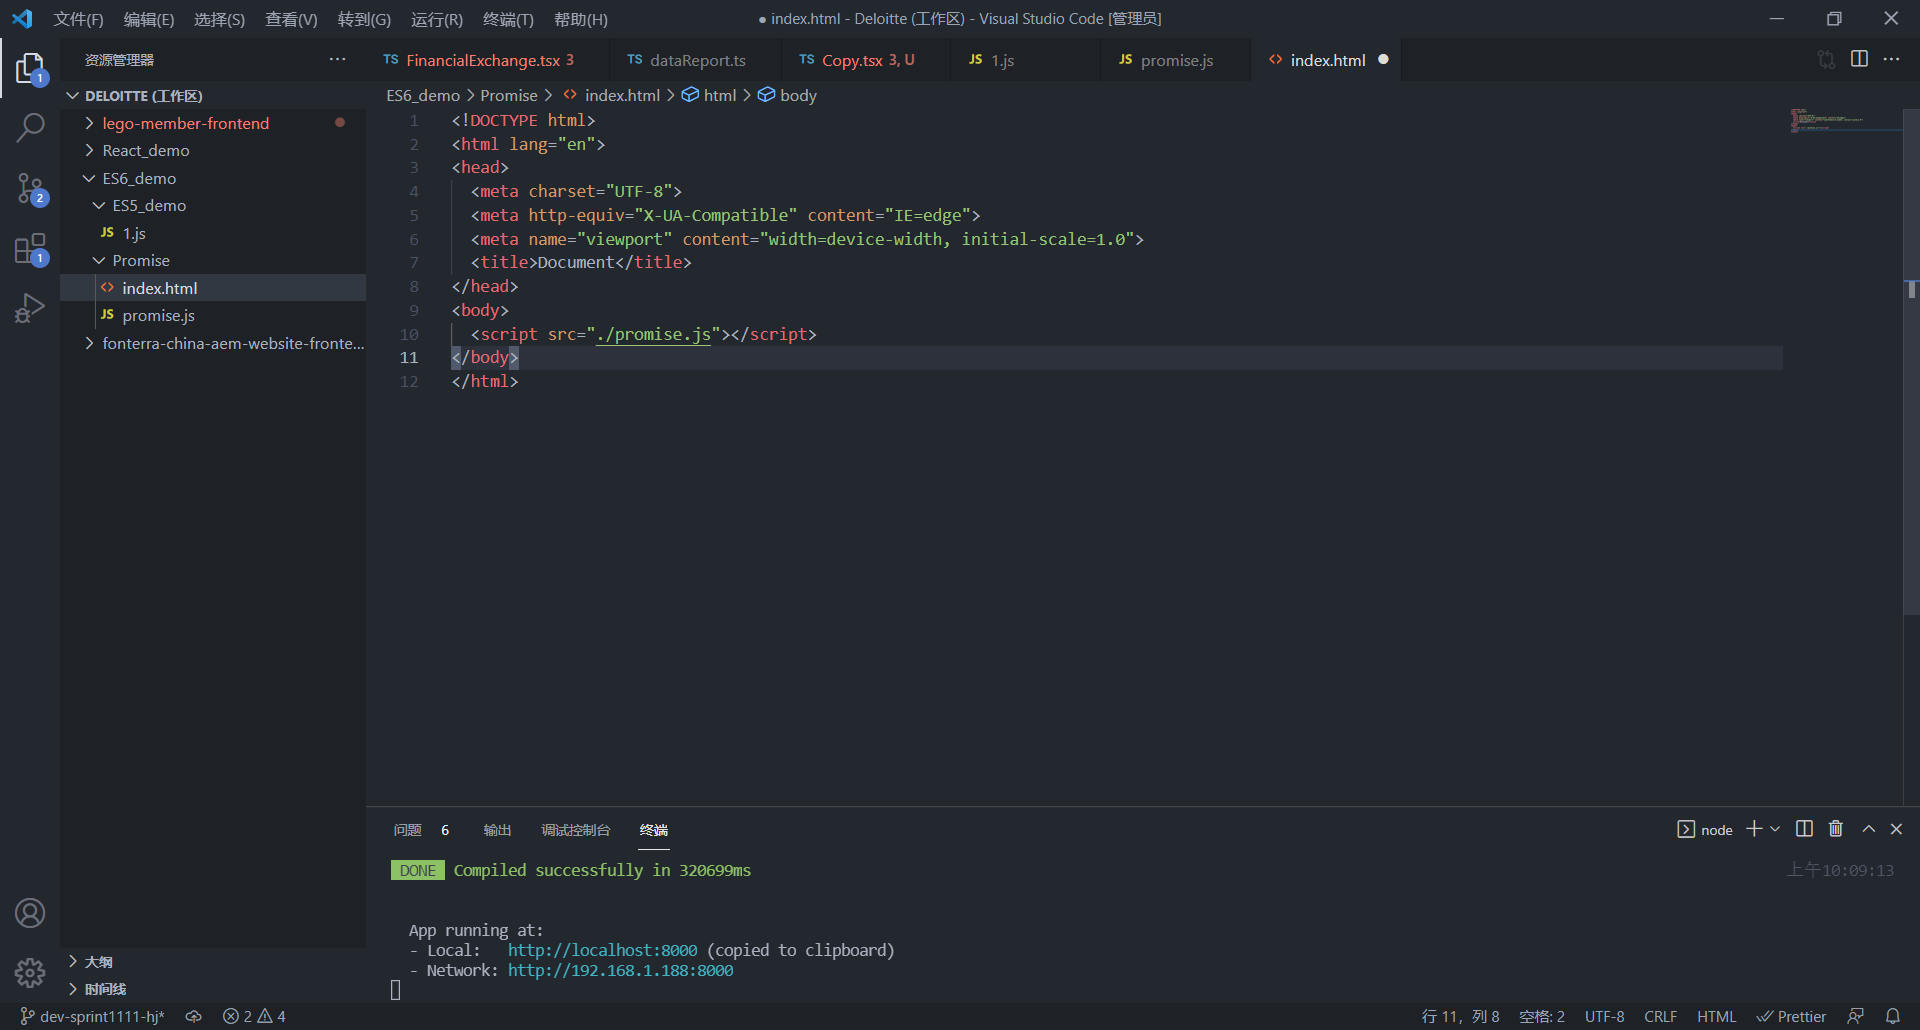 文件(F) 编辑(E) 选择(S) 查看(V) 转到(G) 运行(R) 终端(T) 帮助(H) ● index.html - Deloitte (工作区) - Visual Studio Code [管理员]
资源管理器 ···
TS FinancialExchange.tsx 3 TS dataReport.ts TS Copy.tsx 3, U JS 1.js JS promise.js <> index.html ● ···
1
2
1
DELOITTE (工作区)
lego-member-frontend
React_demo
ES6_demo
ES5_demo
JS 1.js
Promise
<> index.html
JS promise.js
fonterra-china-aem-website-fronte...
大纲
时间线
ES6_demo > Promise > <> index.html > html > body
1 <!DOCTYPE html>
2 <html lang="en">
3 <head>
4 <meta charset="UTF-8">
5 <meta http-equiv="X-UA-Compatible" content="IE=edge">
6 <meta name="viewport" content="width=device-width, initial-scale=1.0">
7 <title>Document</title>
8 </head>
9 <body>
10 <script src="./promise.js"></script>
11 </body>
12 </html>
问题 6 输出 调试控制台 终端 node
DONE Compiled successfully in 320699ms 上午10:09:13
App running at:
- Local: http://localhost:8000 (copied to clipboard)
- Network: http://192.168.1.188:8000
dev-sprint1111-hj* 2 4 行 11，列 8 空格: 2 UTF-8 CRLF HTML Prettier